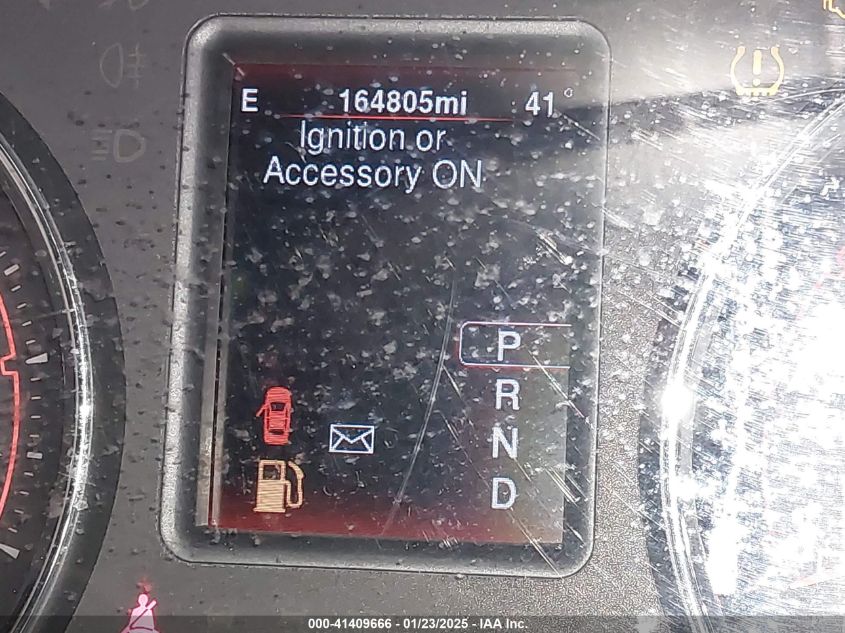 E 164805mi 41°
Ignition or
Accessory ON
P
R
N
D
000-41409666 - 01/23/2025 - IAA Inc.